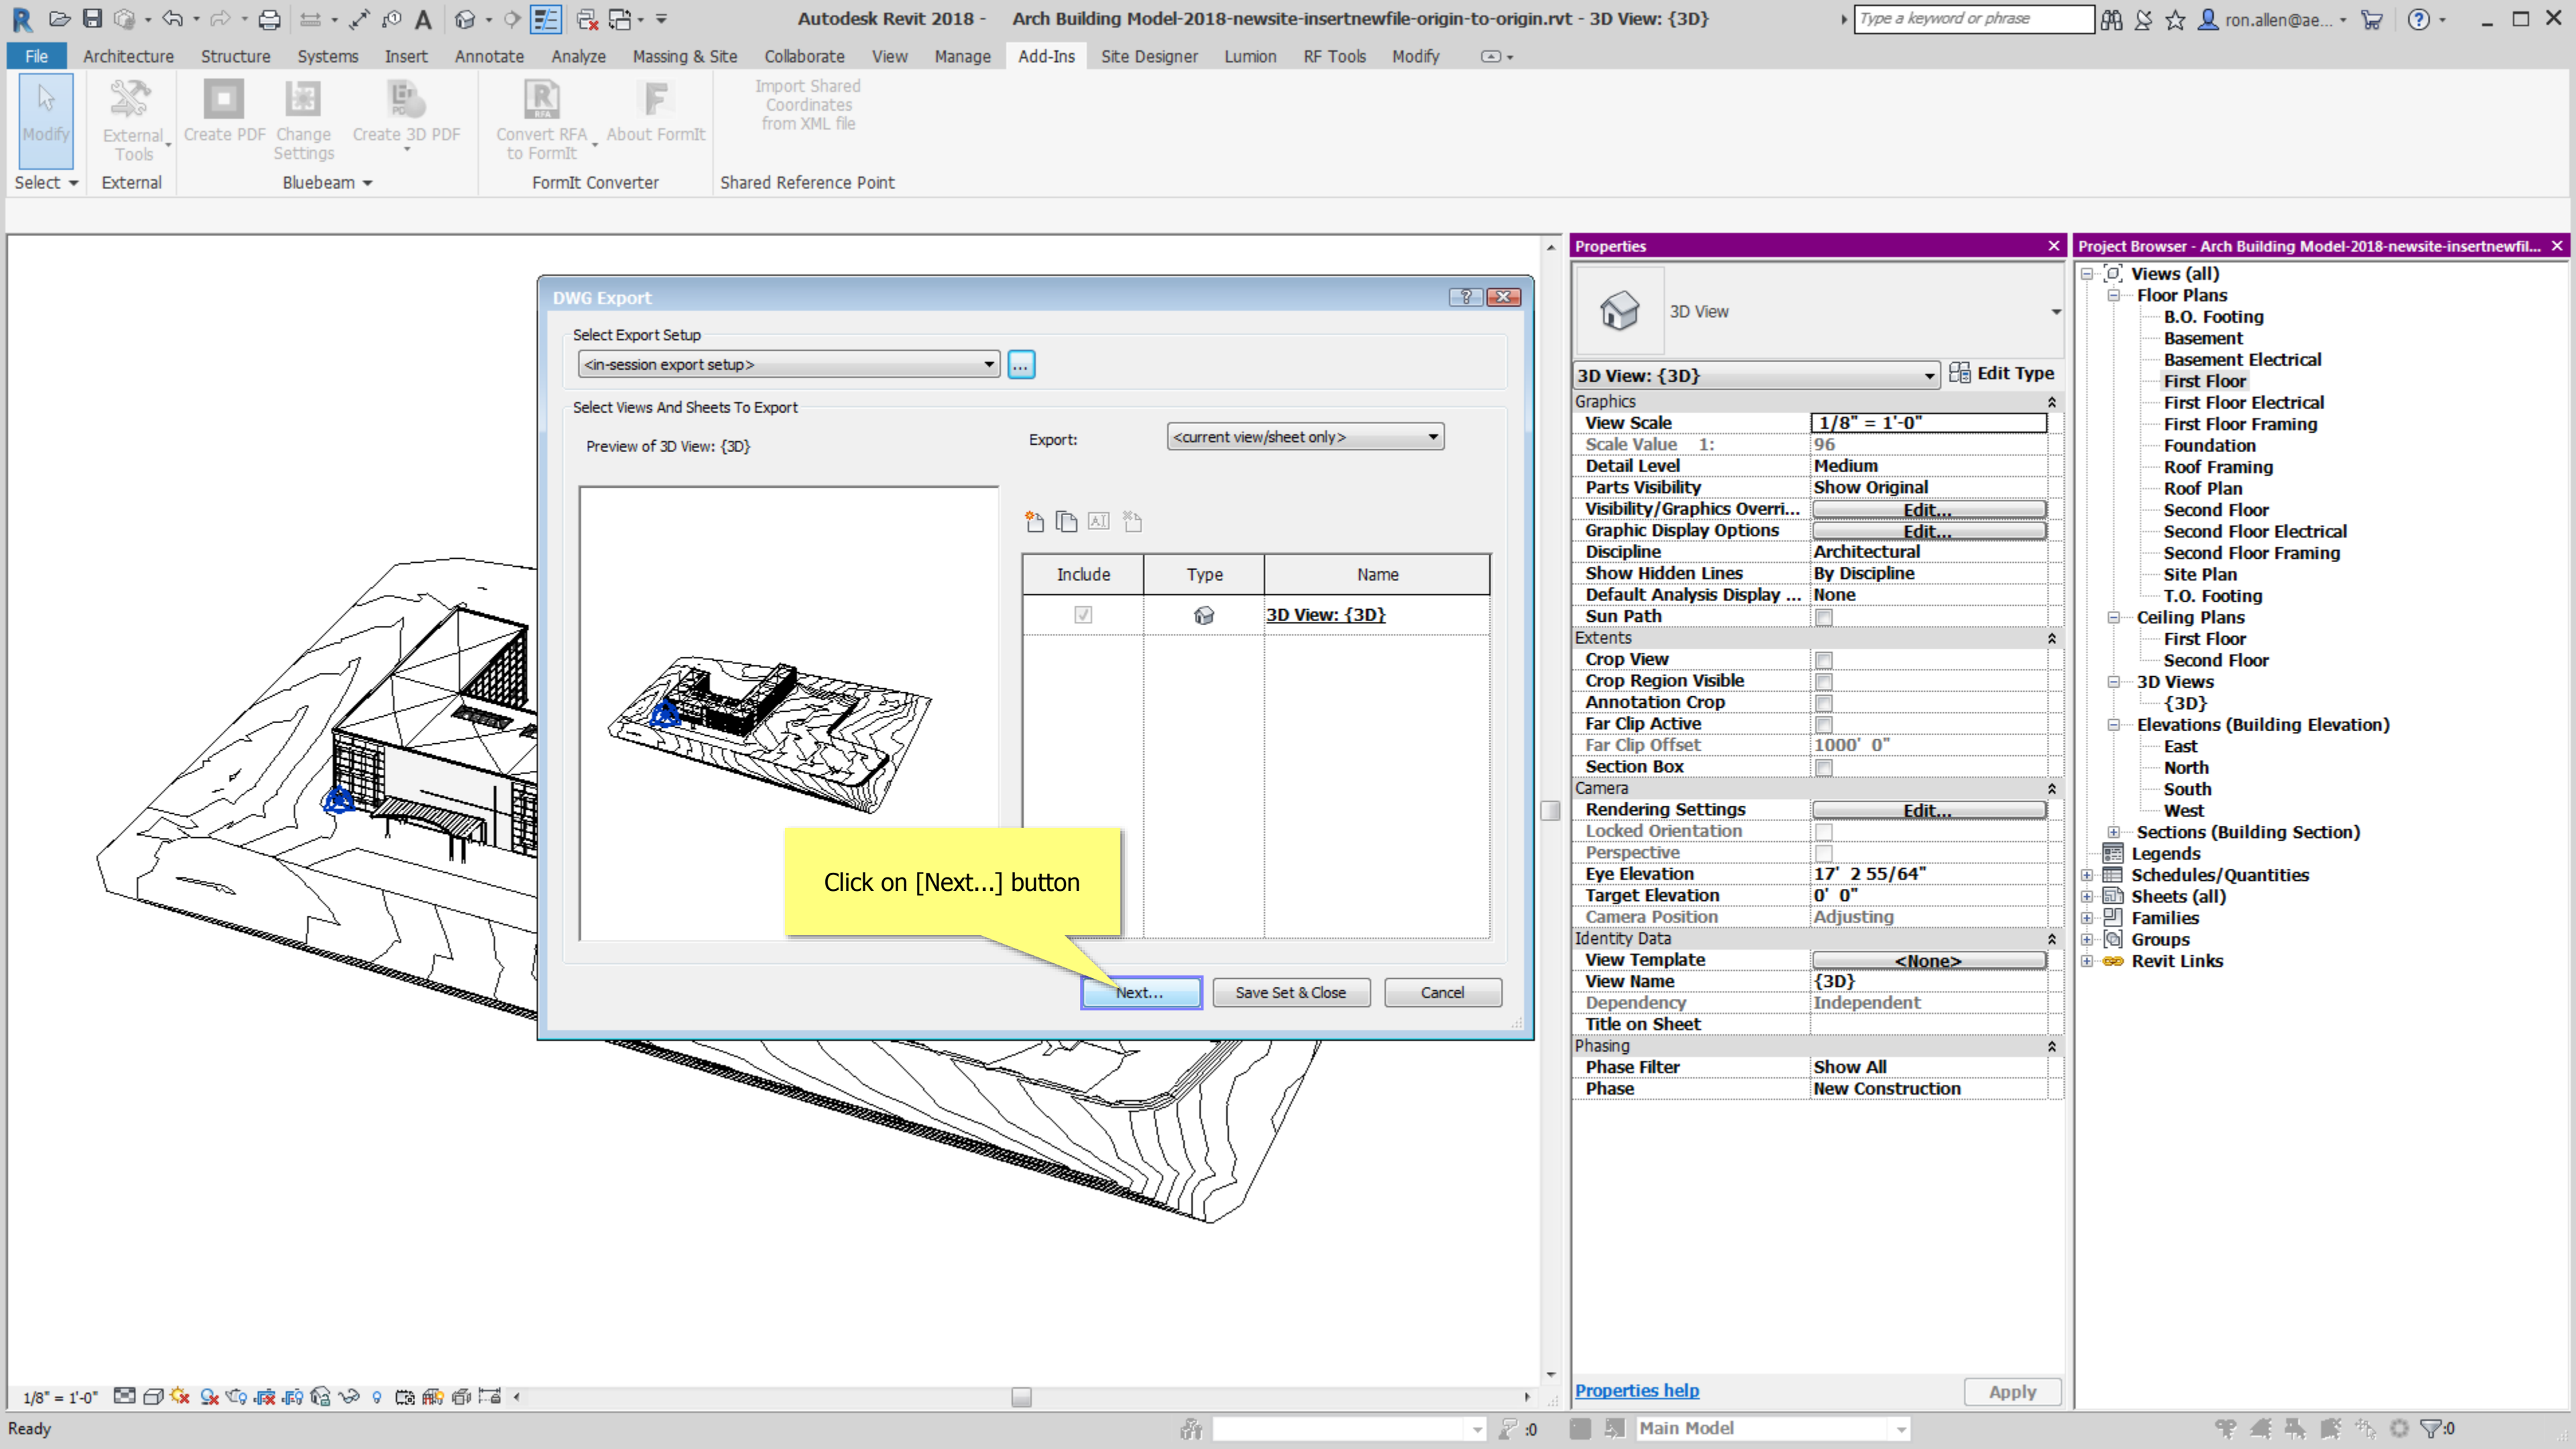 Autodesk Revit 2018 - Arch Building Model-2018-newsite-insertnewfile-origin-to-origin.rvt - 3D View: {3D}
Type a keyword or phrase
ron.allen@ae...
File Architecture Structure Systems Insert Annotate Analyze Massing & Site Collaborate View Manage Add-Ins Site Designer Lumion RF Tools Modify
Modify
External Tools
Create PDF
Change Settings
Create 3D PDF
Convert RFA to FormIt
About FormIt
Import Shared Coordinates from XML file
Select External Bluebeam FormIt Converter Shared Reference Point
DWG Export
Select Export Setup
<in-session export setup>
...
Select Views And Sheets To Export
Preview of 3D View: {3D}
Export: <current view/sheet only>
Include Type Name
3D View: {3D}
Click on [Next...] button
Next... Save Set & Close Cancel
Properties
3D View
3D View: {3D} Edit Type
Graphics
View Scale 1/8" = 1'-0"
Scale Value 1: 96
Detail Level Medium
Parts Visibility Show Original
Visibility/Graphics Overri... Edit...
Graphic Display Options Edit...
Discipline Architectural
Show Hidden Lines By Discipline
Default Analysis Display ... None
Sun Path
Extents
Crop View
Crop Region Visible
Annotation Crop
Far Clip Active
Far Clip Offset 1000' 0"
Section Box
Camera
Rendering Settings Edit...
Locked Orientation
Perspective
Eye Elevation 17' 2 55/64"
Target Elevation 0' 0"
Camera Position Adjusting
Identity Data
View Template <None>
View Name {3D}
Dependency Independent
Title on Sheet
Phasing
Phase Filter Show All
Phase New Construction
Properties help Apply
Project Browser - Arch Building Model-2018-newsite-insertnewfil...
Views (all)
Floor Plans
B.O. Footing
Basement
Basement Electrical
First Floor
First Floor Electrical
First Floor Framing
Foundation
Roof Framing
Roof Plan
Second Floor
Second Floor Electrical
Second Floor Framing
Site Plan
T.O. Footing
Ceiling Plans
First Floor
Second Floor
3D Views
{3D}
Elevations (Building Elevation)
East
North
South
West
Sections (Building Section)
Legends
Schedules/Quantities
Sheets (all)
Families
Groups
Revit Links
1/8" = 1'-0"
Ready
:0
Main Model
:0